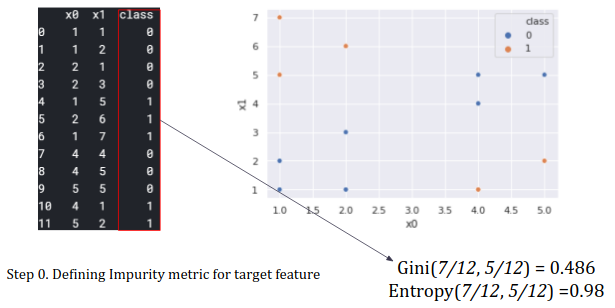 x0 x1 class
0 1 1 0
1 1 2 0
2 2 1 0
3 2 3 0
4 1 5 1
5 2 6 1
6 1 7 1
7 4 4 0
8 4 5 0
9 5 5 0
10 4 1 1
11 5 2 1
class
0
1
7
6
5
4
3
2
1
x1
1.0 1.5 2.0 2.5 3.0 3.5 4.0 4.5 5.0
x0
Step 0. Defining Impurity metric for target feature
Gini(7/12, 5/12) = 0.486
Entropy(7/12, 5/12) =0.98